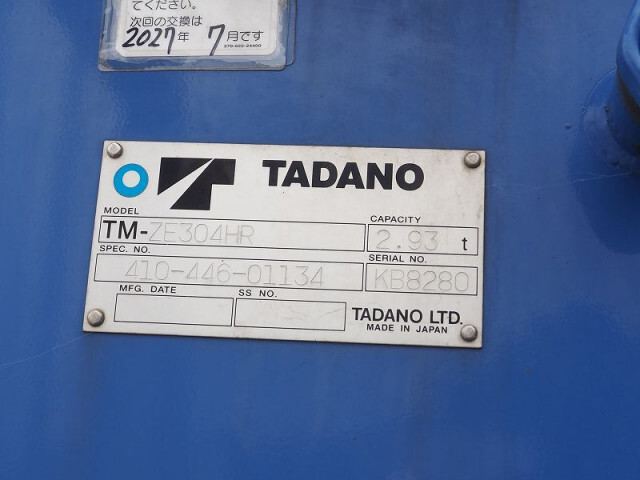 てください。
次回の交換は
2027年 7月です
TADANO
MODEL
CAPACITY
TM-ZE304HR
2.93 t
SPEC. NO.
SERIAL NO.
410-446-01134
KB8280
MFG. DATE
SS NO.
TADANO LTD.
MADE IN JAPAN